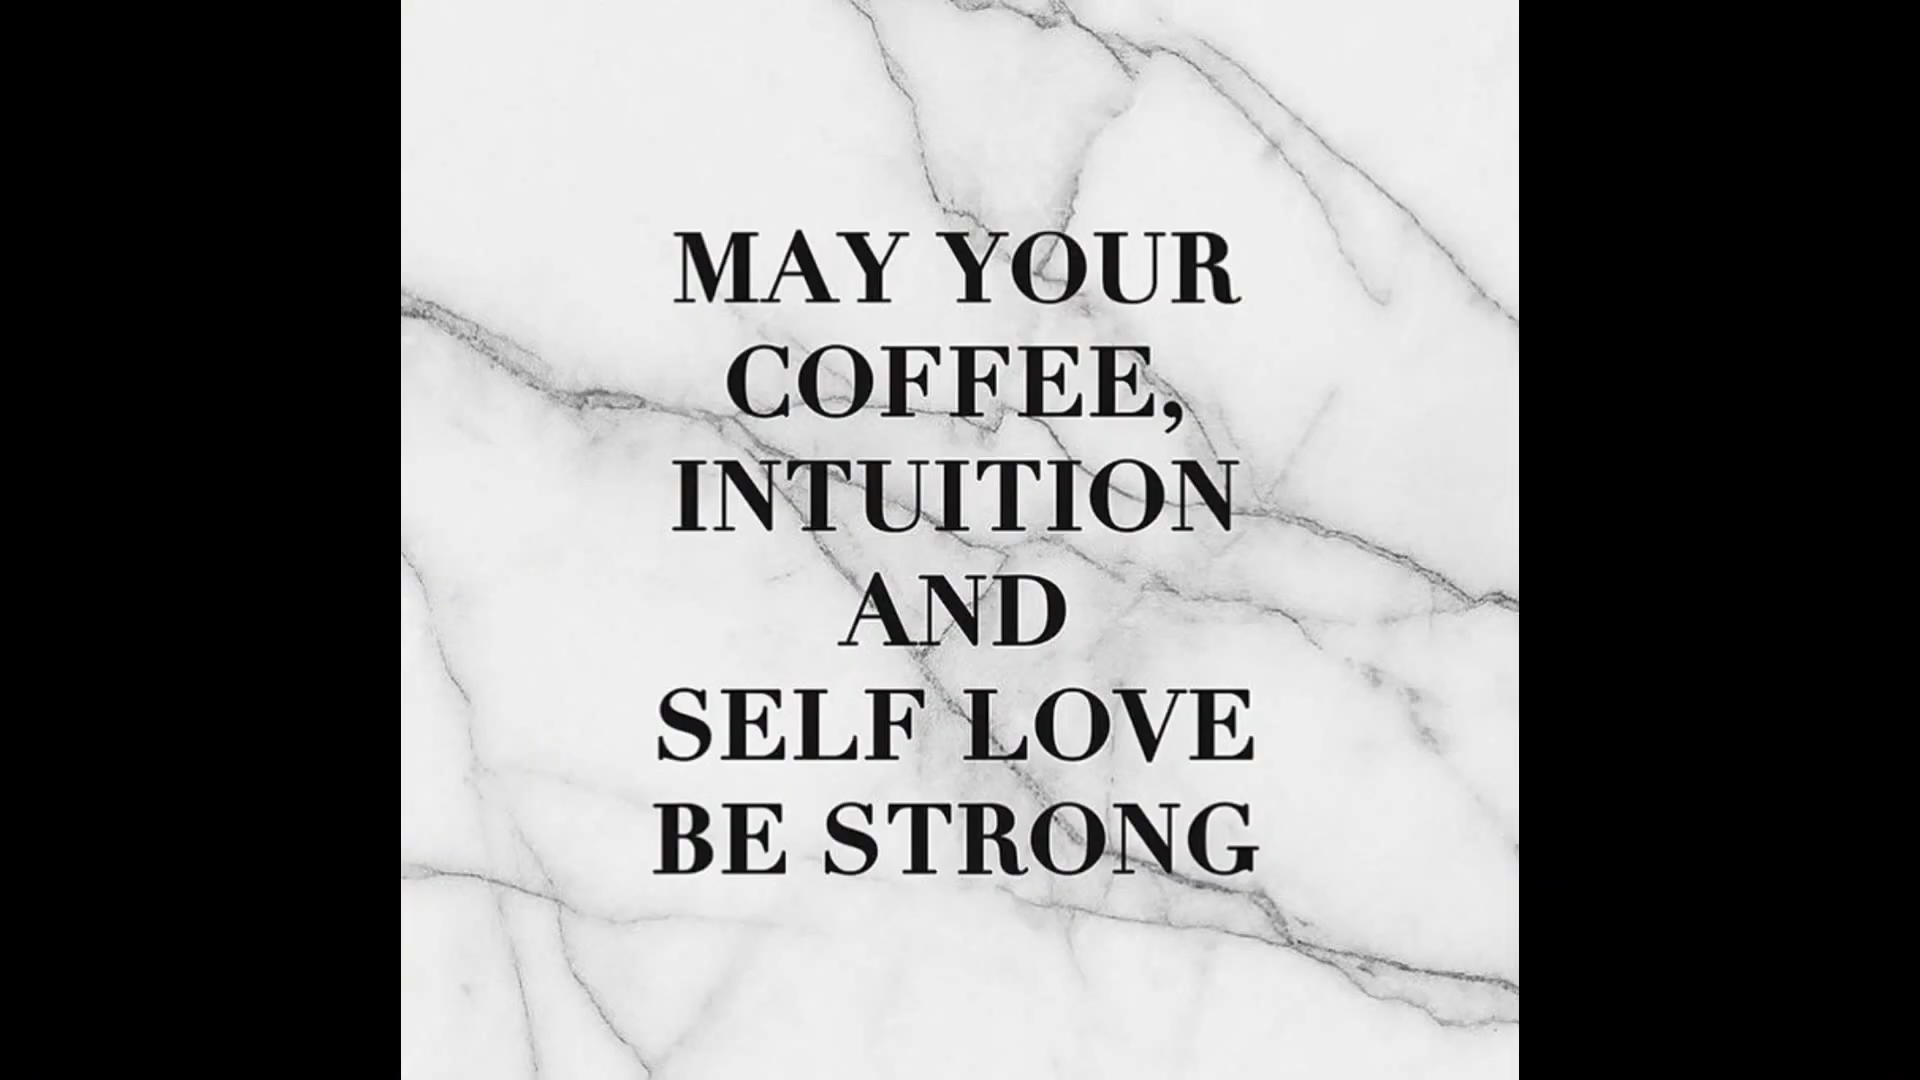 MAY YOUR
COFFEE,
INTUITION
AND
SELF LOVE
BE STRONG